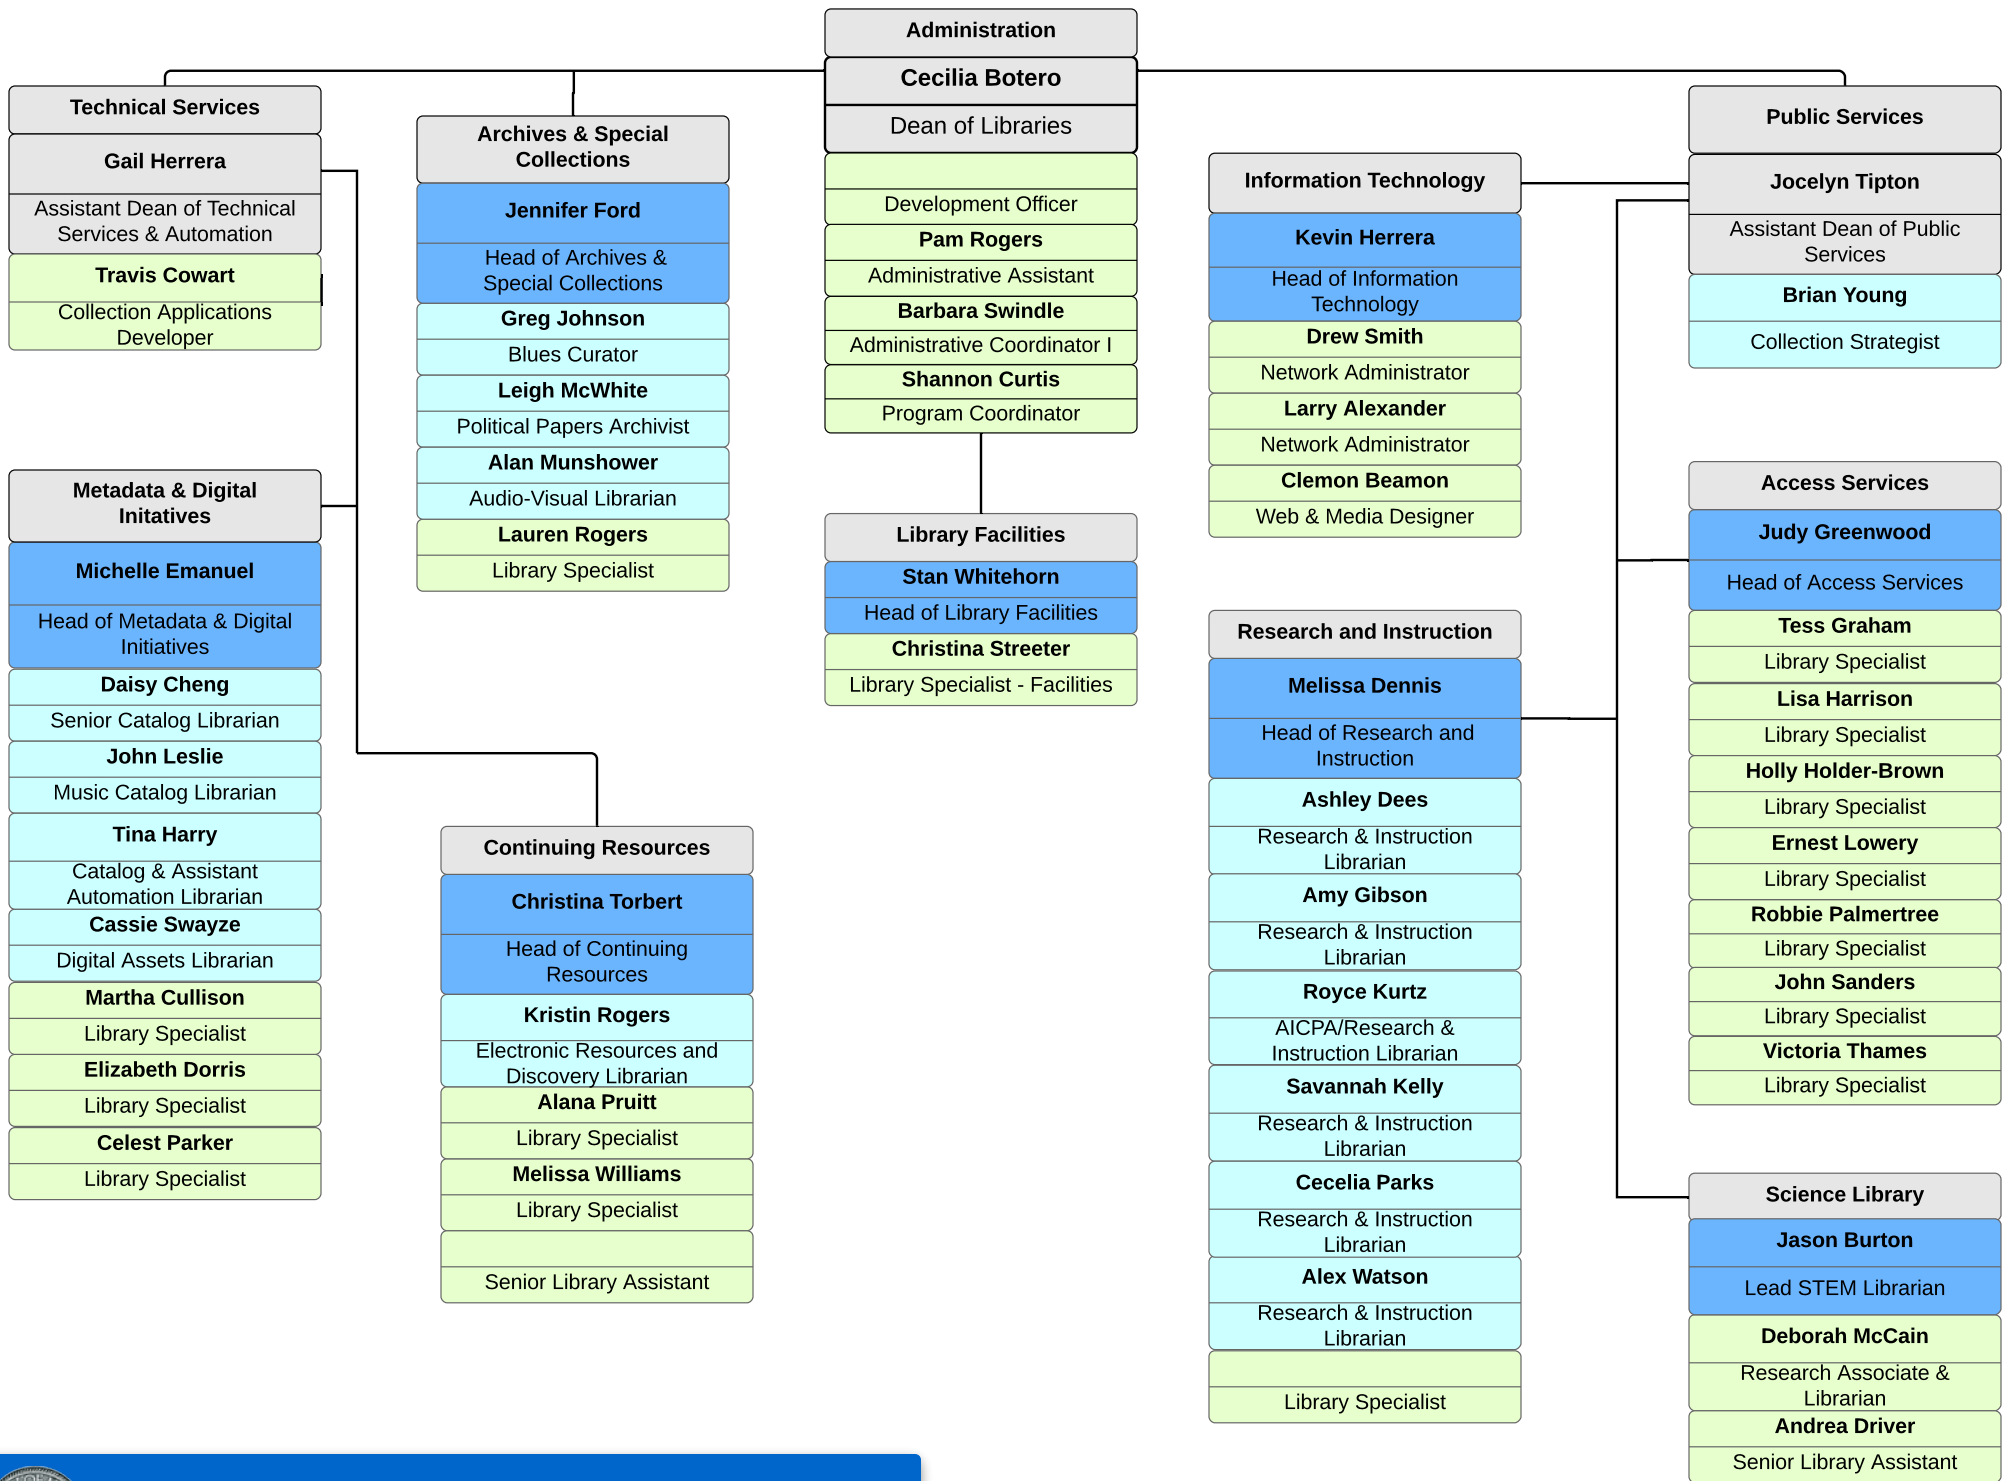 Administration
Cecilia Botero
Dean of Libraries
Development Officer
Pam Rogers
Administrative Assistant
Barbara Swindle
Administrative Coordinator I
Shannon Curtis
Program Coordinator
Technical Services
Gail Herrera
Assistant Dean of Technical
Services & Automation
Travis Cowart
Collection Applications
Developer
Archives & Special
Collections
Jennifer Ford
Head of Archives &
Special Collections
Greg Johnson
Blues Curator
Leigh McWhite
Political Papers Archivist
Alan Munshower
Audio-Visual Librarian
Lauren Rogers
Library Specialist
Information Technology
Kevin Herrera
Head of Information
Technology
Drew Smith
Network Administrator
Larry Alexander
Network Administrator
Clemon Beamon
Web & Media Designer
Public Services
Jocelyn Tipton
Assistant Dean of Public
Services
Brian Young
Collection Strategist
Metadata & Digital
Initatives
Michelle Emanuel
Head of Metadata & Digital
Initiatives
Daisy Cheng
Senior Catalog Librarian
John Leslie
Music Catalog Librarian
Tina Harry
Catalog & Assistant
Automation Librarian
Cassie Swayze
Digital Assets Librarian
Martha Cullison
Library Specialist
Elizabeth Dorris
Library Specialist
Celest Parker
Library Specialist
Library Facilities
Stan Whitehorn
Head of Library Facilities
Christina Streeter
Library Specialist - Facilities
Continuing Resources
Christina Torbert
Head of Continuing
Resources
Kristin Rogers
Electronic Resources and
Discovery Librarian
Alana Pruitt
Library Specialist
Melissa Williams
Library Specialist
Senior Library Assistant
Research and Instruction
Melissa Dennis
Head of Research and
Instruction
Ashley Dees
Research & Instruction
Librarian
Amy Gibson
Research & Instruction
Librarian
Royce Kurtz
AICPA/Research &
Instruction Librarian
Savannah Kelly
Research & Instruction
Librarian
Cecelia Parks
Research & Instruction
Librarian
Alex Watson
Research & Instruction
Librarian
Library Specialist
Access Services
Judy Greenwood
Head of Access Services
Tess Graham
Library Specialist
Lisa Harrison
Library Specialist
Holly Holder-Brown
Library Specialist
Ernest Lowery
Library Specialist
Robbie Palmertree
Library Specialist
John Sanders
Library Specialist
Victoria Thames
Library Specialist
Science Library
Jason Burton
Lead STEM Librarian
Deborah McCain
Research Associate &
Librarian
Andrea Driver
Senior Library Assistant